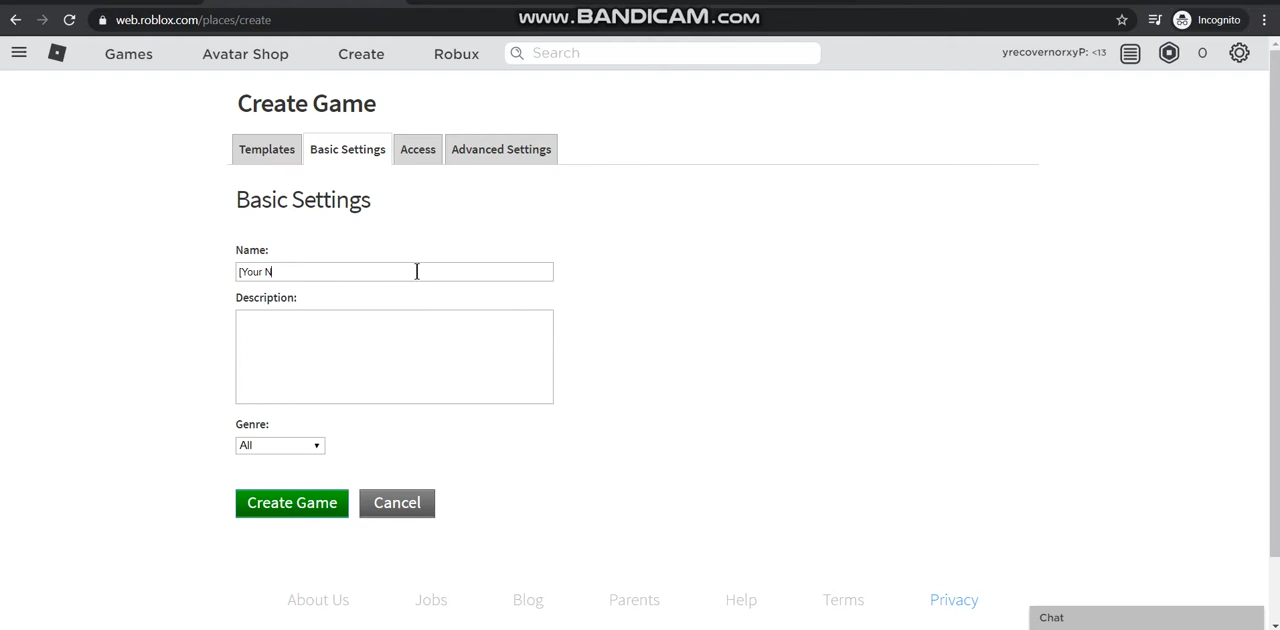 web.roblox.com/places/create
www.BANDICAM.com
Incognito
Games
Avatar Shop
Create
Robux
Search
yrecovernorxyP: <13
0
Create Game
Templates
Basic Settings
Access
Advanced Settings
Basic Settings
Name:
[Your N
Description:
Genre:
All
Create Game
Cancel
About Us
Jobs
Blog
Parents
Help
Terms
Privacy
Chat